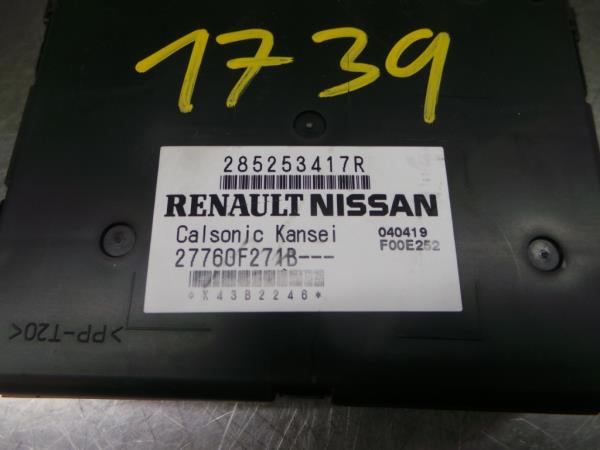 1739
285253417R
RENAULT NISSAN
Calsonic Kansei
040419
27760F271B---
F00E252
*X43B2246*
>PP-T20<